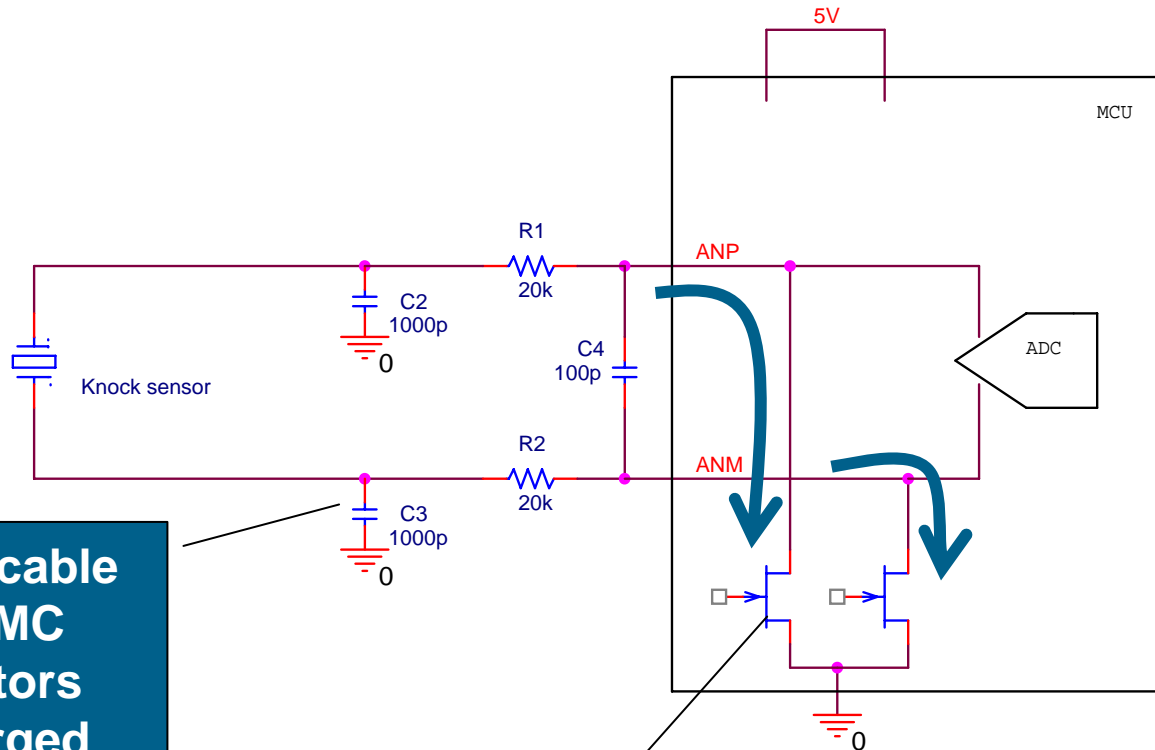 5V
MCU
R1
20k
ANP
C2
1000p
0
C4
100p
ADC
Knock sensor
R2
20k
ANM
C3
1000p
0
cable
MC
tors
rged
0